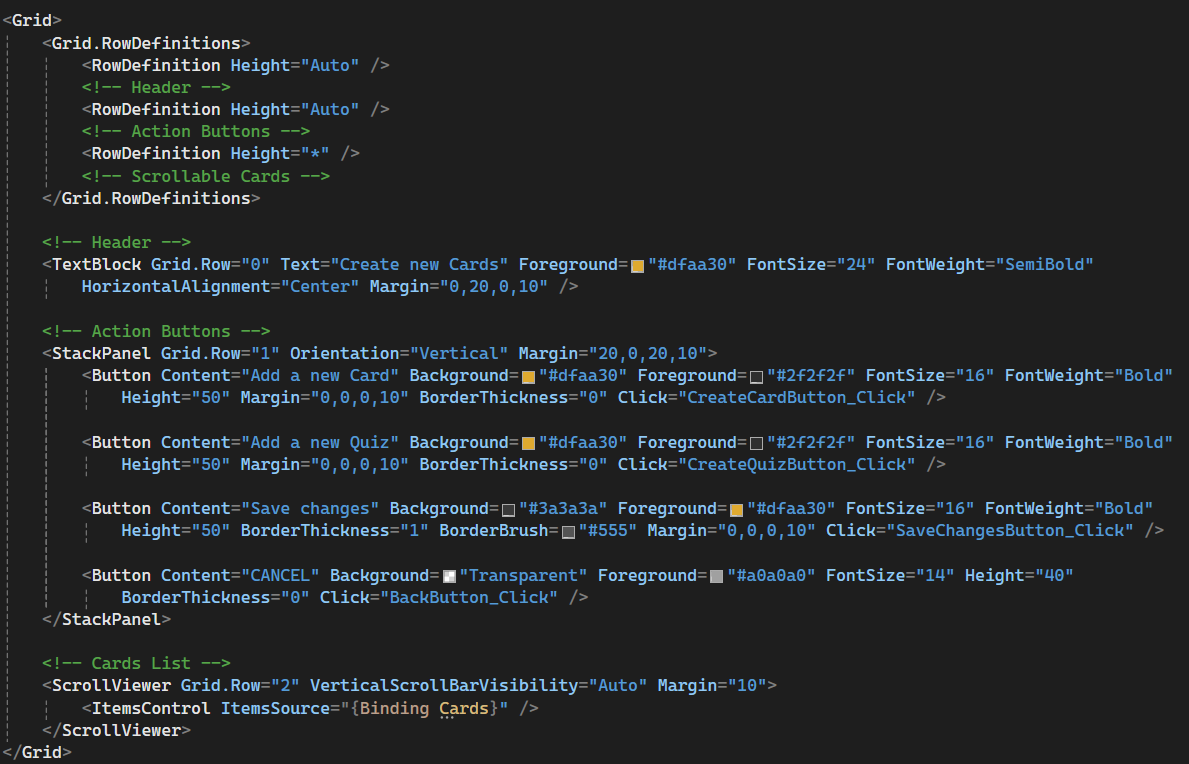 <Grid>
    <Grid.RowDefinitions>
        <RowDefinition Height="Auto" />
        <!-- Header -->
        <RowDefinition Height="Auto" />
        <!-- Action Buttons -->
        <RowDefinition Height="*" />
        <!-- Scrollable Cards -->
    </Grid.RowDefinitions>

    <!-- Header -->
    <TextBlock Grid.Row="0" Text="Create new Cards" Foreground="#dfaa30" FontSize="24" FontWeight="SemiBold"
        HorizontalAlignment="Center" Margin="0,20,0,10" />

    <!-- Action Buttons -->
    <StackPanel Grid.Row="1" Orientation="Vertical" Margin="20,0,20,10">
        <Button Content="Add a new Card" Background="#dfaa30" Foreground="#2f2f2f" FontSize="16" FontWeight="Bold"
            Height="50" Margin="0,0,0,10" BorderThickness="0" Click="CreateCardButton_Click" />

        <Button Content="Add a new Quiz" Background="#dfaa30" Foreground="#2f2f2f" FontSize="16" FontWeight="Bold"
            Height="50" Margin="0,0,0,10" BorderThickness="0" Click="CreateQuizButton_Click" />

        <Button Content="Save changes" Background="#3a3a3a" Foreground="#dfaa30" FontSize="16" FontWeight="Bold"
            Height="50" BorderThickness="1" BorderBrush="#555" Margin="0,0,0,10" Click="SaveChangesButton_Click" />

        <Button Content="CANCEL" Background="Transparent" Foreground="#a0a0a0" FontSize="14" Height="40"
            BorderThickness="0" Click="BackButton_Click" />
    </StackPanel>

    <!-- Cards List -->
    <ScrollViewer Grid.Row="2" VerticalScrollBarVisibility="Auto" Margin="10">
        <ItemsControl ItemsSource="{Binding Cards}" />
    </ScrollViewer>
</Grid>